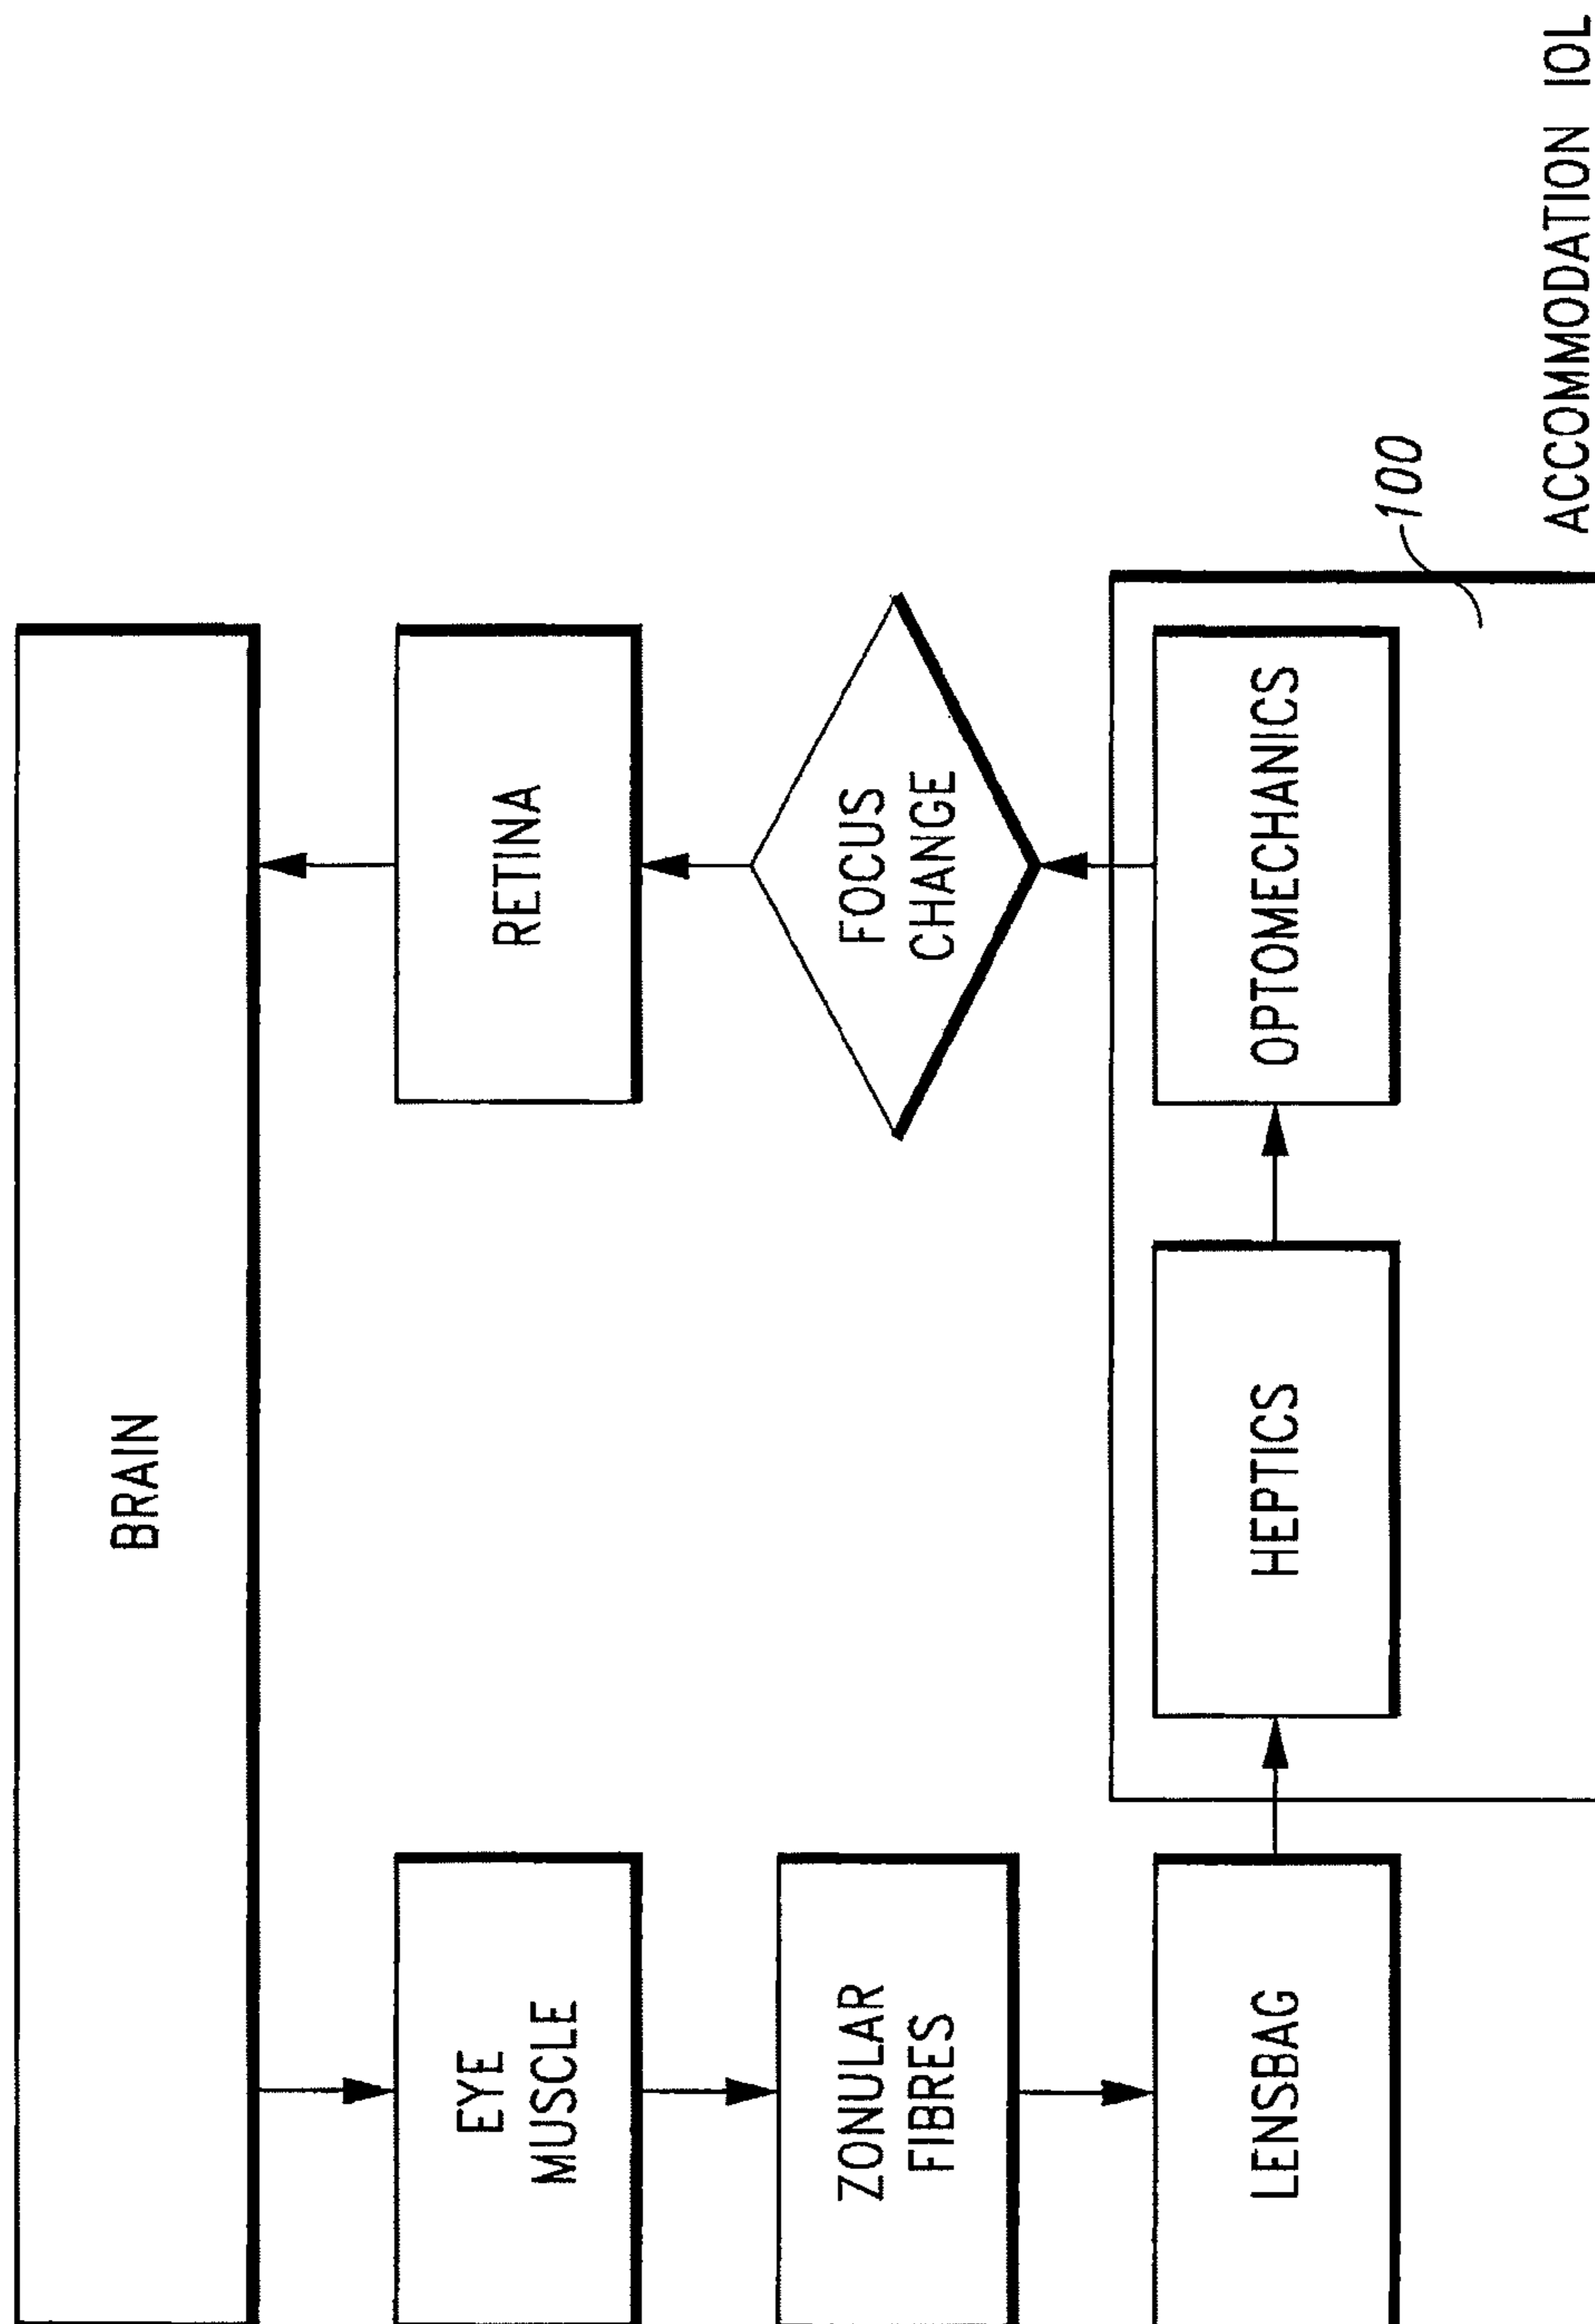 BRAIN
EYE
MUSCLE
RETINA
ZONULAR
FIBRES
FOCUS
CHANGE
LENSBAG
HEPTICS
OPTOMECHANICS
100
ACCOMMODATION IOL